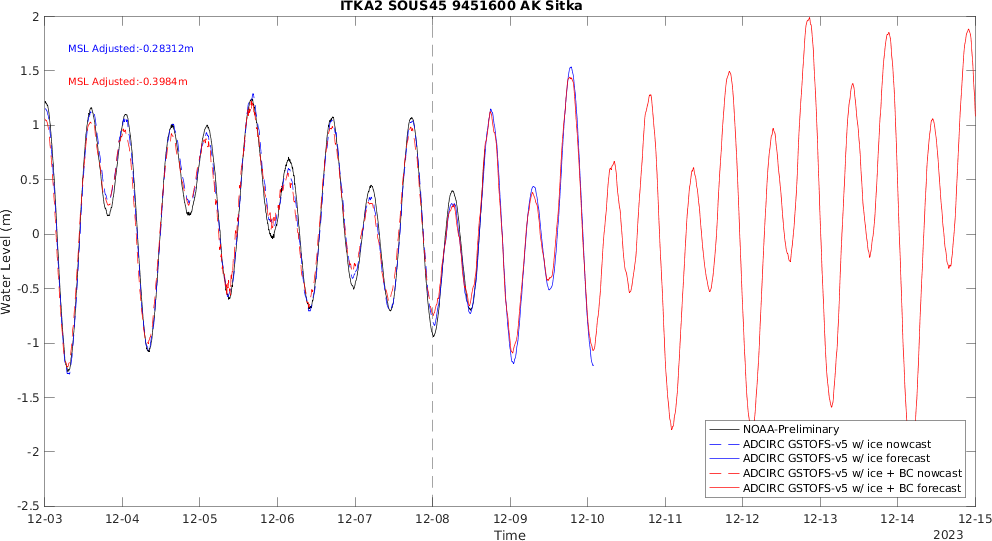 ITKA2 SOUS45 9451600 AK Sitka
MSL Adjusted:-0.28312m
MSL Adjusted:-0.3984m
Water Level (m)
2
1.5
1
0.5
0
-0.5
-1
-1.5
-2
-2.5
NOAA-Preliminary
ADCIRC GSTOFS-v5 w/ ice nowcast
ADCIRC GSTOFS-v5 w/ ice forecast
ADCIRC GSTOFS-v5 w/ ice + BC nowcast
ADCIRC GSTOFS-v5 w/ ice + BC forecast
12-03 12-04 12-05 12-06 12-07 12-08 12-09 12-10 12-11 12-12 12-13 12-14 12-15
Time
2023